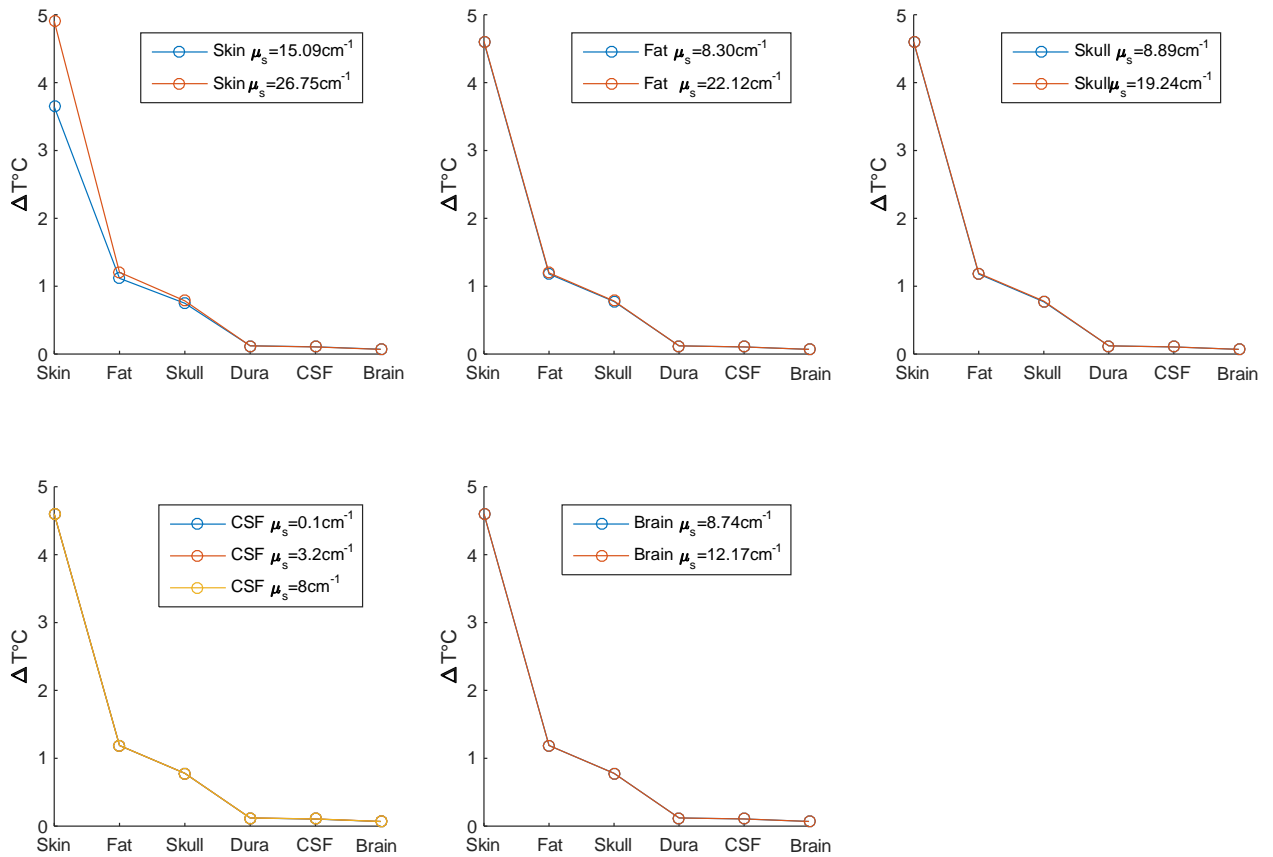 5
4
3
2
1
0
ΔT°C
Skin μs=15.09cm-1
Skin μs=26.75cm-1
Skin Fat Skull Dura CSF Brain
5
4
3
2
1
0
ΔT°C
Fat μs=8.30cm-1
Fat μs=22.12cm-1
Skin Fat Skull Dura CSF Brain
5
4
3
2
1
0
ΔT°C
Skull μs=8.89cm-1
Skullμs=19.24cm-1
Skin Fat Skull Dura CSF Brain
5
4
3
2
1
0
ΔT°C
CSF μs=0.1cm-1
CSF μs=3.2cm-1
CSF μs=8cm-1
Skin Fat Skull Dura CSF Brain
5
4
3
2
1
0
ΔT°C
Brain μs=8.74cm-1
Brain μs=12.17cm-1
Skin Fat Skull Dura CSF Brain